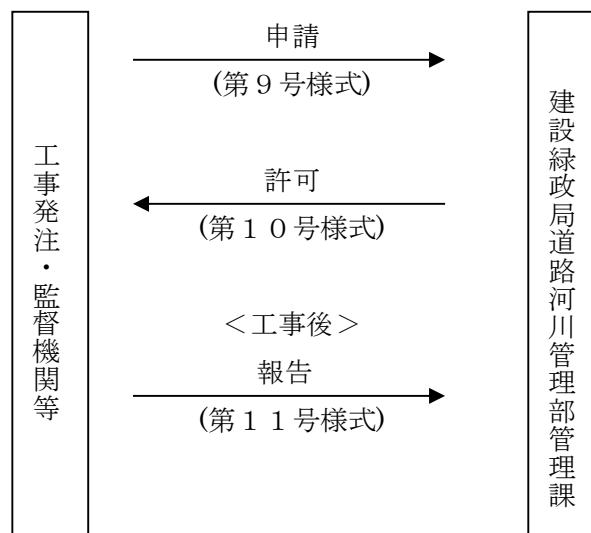 工事発注・監督機関等
申請
(第９号様式)
許可
(第１０号様式)
＜工事後＞
報告
(第１１号様式)
建設緑政局道路河川管理部管理課